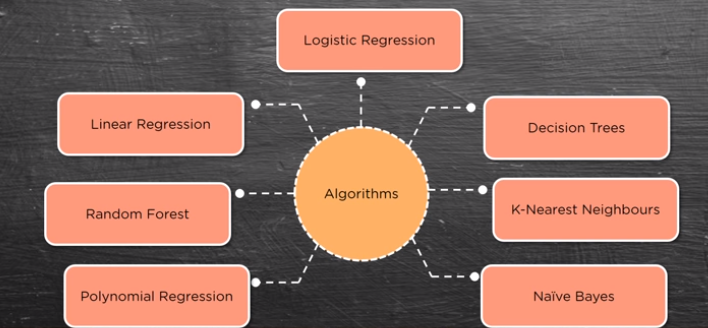 Logistic Regression
Linear Regression
Decision Trees
Algorithms
Random Forest
K-Nearest Neighbours
Polynomial Regression
Naïve Bayes